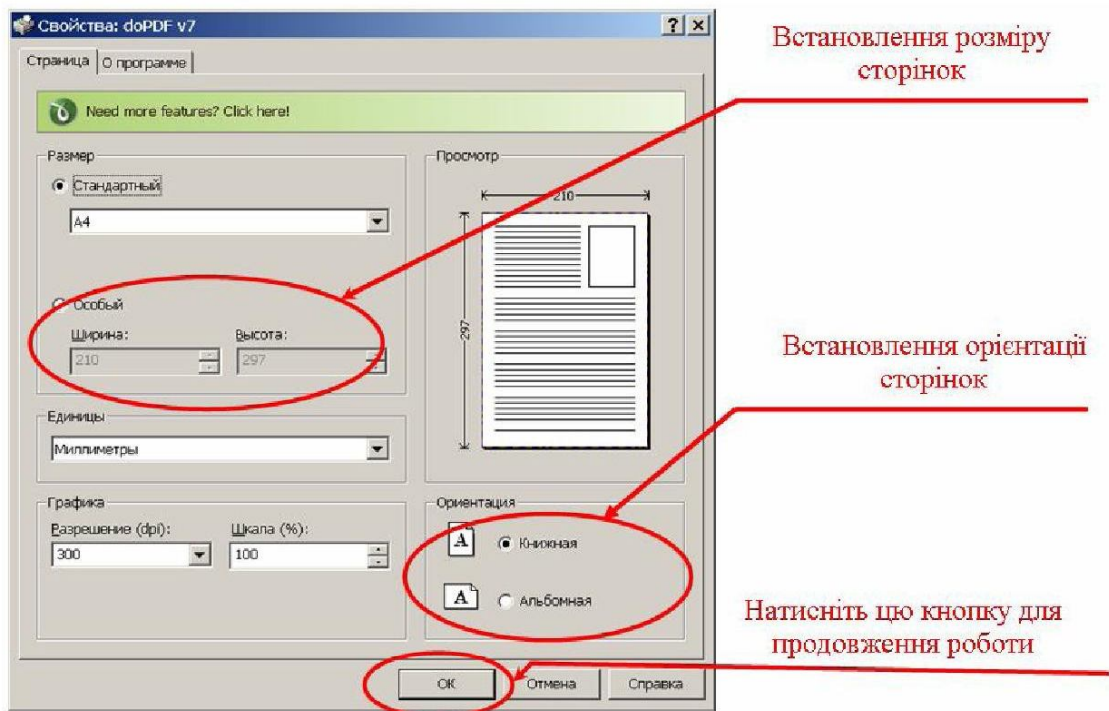 Свойства: doPDF v7
Страница
О программе
Need more features? Click here!
Размер
Стандартный
A4
Особый
Ширина:
Высота:
210
297
Единицы
Миллиметры
Графика
Разрешение (dpi):
Шкала (%):
300
100
Просмотр
210
297
Ориентация
A
Книжная
A
Альбомная
ОК
Отмена
Справка
Встановлення розміру
сторінок
Встановлення орієнтації
сторінок
Натисніть цю кнопку для
продовження роботи